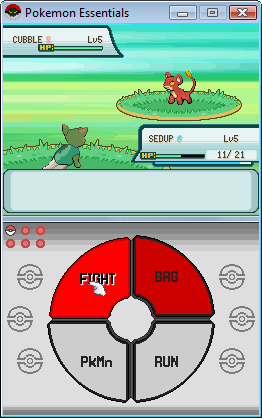 Pokemon Essentials
CUBBLE ♀ Lv5
HP:
SEDUP ♂ Lv5
HP:
11/ 21
FIGHT
BAG
PkMn
RUN